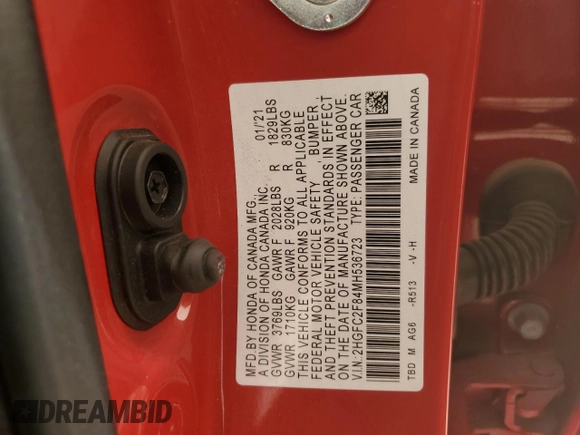 MFD.BY HONDA OF CANADA MFG., 01/'21
A DIVISION OF HONDA CANADA INC.
GVWR 3769LBS GAWR F 2028LBS R 1829LBS
GVWR 1710KG GAWR F 920KG R 830KG
THIS VEHICLE CONFORMS TO ALL APPLICABLE
FEDERAL MOTOR VEHICLE SAFETY, BUMPER,
AND THEFT PREVENTION STANDARDS IN EFFECT
ON THE DATE OF MANUFACTURE SHOWN ABOVE.
V.I.N.:2HGFC2F84MH536723 TYPE: PASSENGER CAR
TBD M AG6 -R513 -V-H MADE IN CANADA
DREAMBID